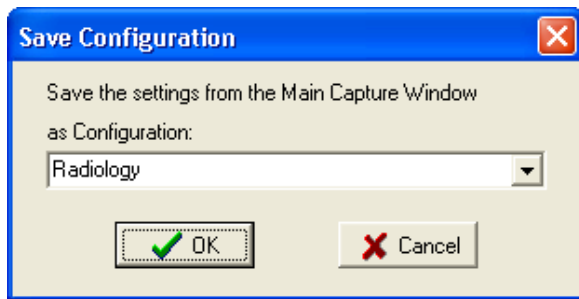 Save Configuration
Save the settings from the Main Capture Window
as Configuration:
Radiology
OK
Cancel